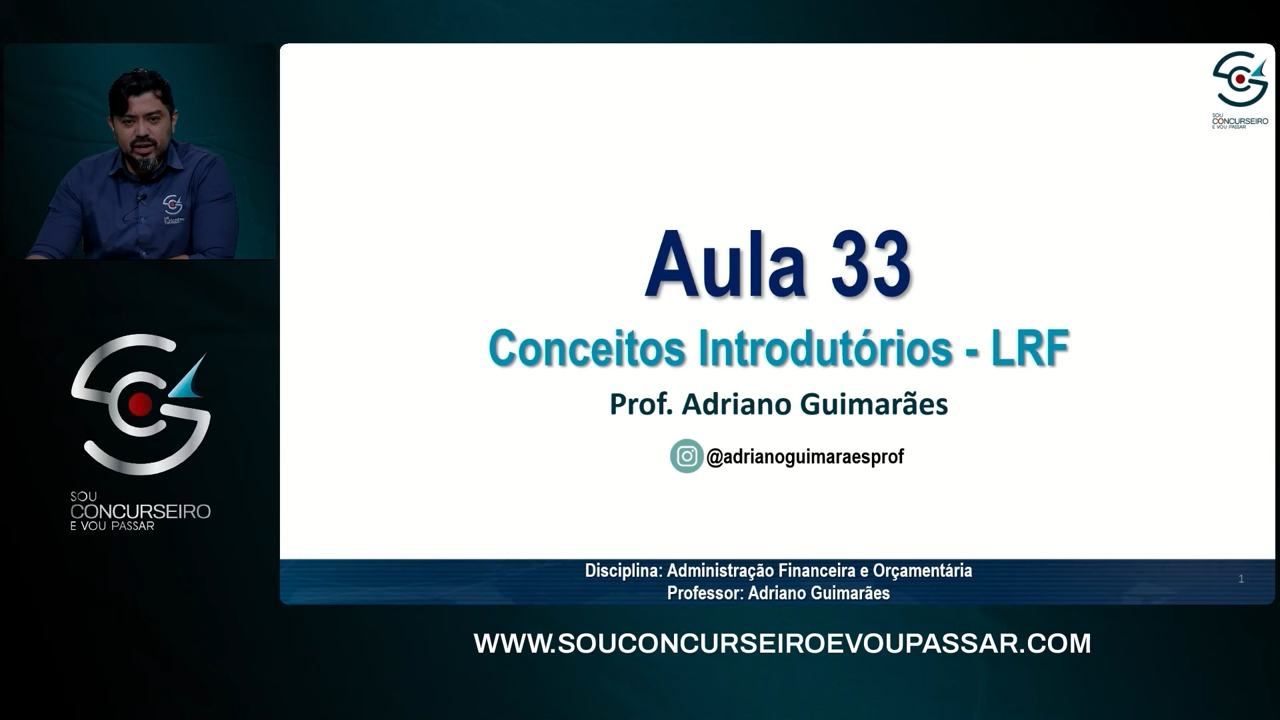 SOU
CONCURSEIRO
E VOU PASSAR
Aula 33
Conceitos Introdutórios - LRF
Prof. Adriano Guimarães
@adrianoguimaraesprof
Disciplina: Administração Financeira e Orçamentária
Professor: Adriano Guimarães
1
SOU
CONCURSEIRO
E VOU PASSAR
WWW.SOUCONCURSEIROEVOUPASSAR.COM